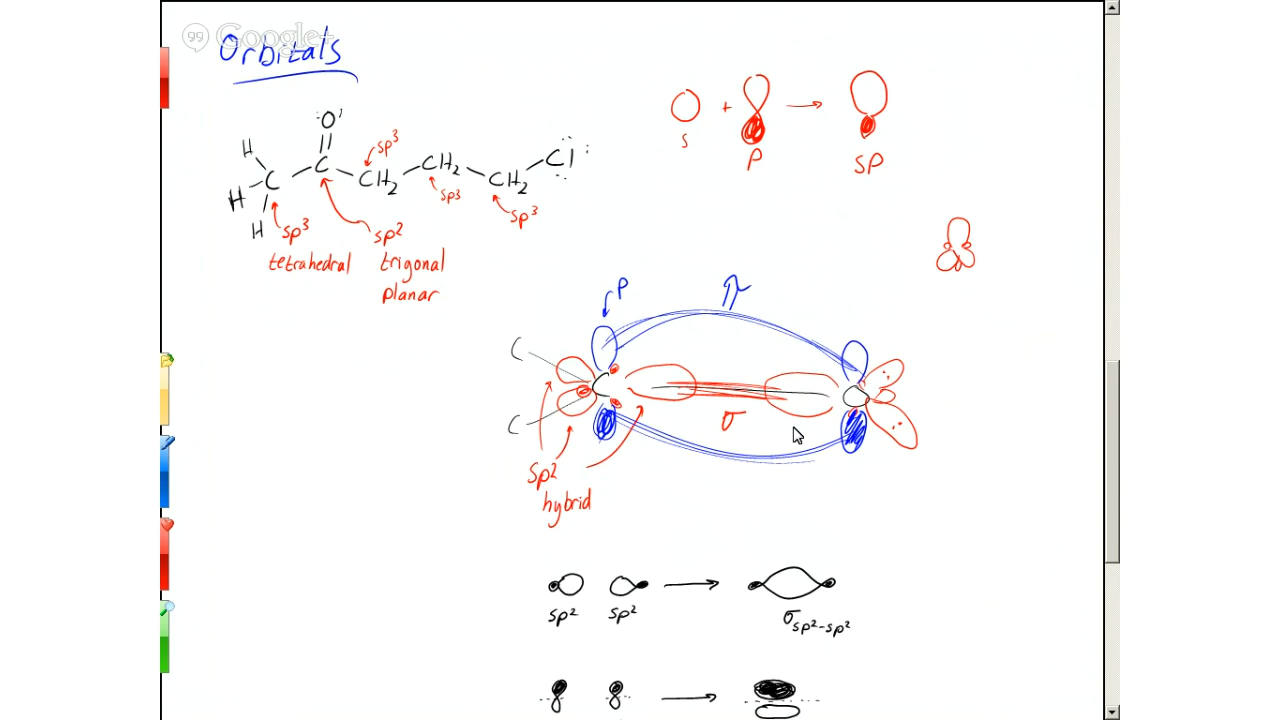 Google+
Orbitals
O
H
C
C
H
H
CH2
CH2
CH2
Cl
sp3
sp3
sp3
sp3
tetrahedral
sp2
trigonal
planar
s
+
P
SP
P
π
C
C
σ
sp2
hybrid
sp2
sp2
σsp2-sp2